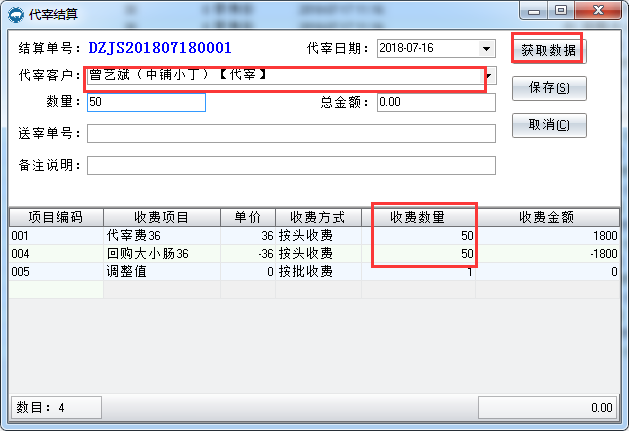 代宰结算
结算单号： DZJS201807180001 代宰日期： 2018-07-16 获取数据
代宰客户： 曾艺斌（中铺小丁）【代宰】 保存(S)
数量： 50 总金额： 0.00
送宰单号： 取消(C)
备注说明：
项目编码 收费项目 单价 收费方式 收费数量 收费金额
001 代宰费36 36 按头收费 50 1800
004 回购大小肠36 -36 按头收费 50 -1800
005 调整值 0 按批收费 1 0
数目：4 0.00